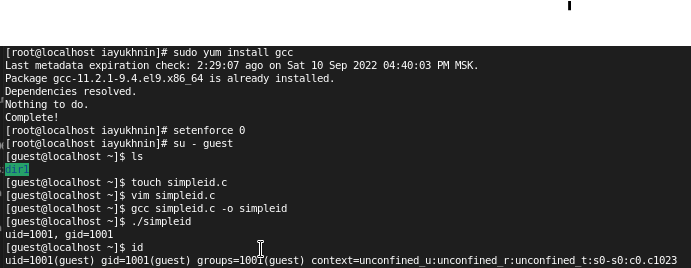 [root@localhost iayukhnin]# sudo yum install gcc
Last metadata expiration check: 2:29:07 ago on Sat 10 Sep 2022 04:40:03 PM MSK.
Package gcc-11.2.1-9.4.el9.x86_64 is already installed.
Dependencies resolved.
Nothing to do.
Complete!
[root@localhost iayukhnin]# setenforce 0
[root@localhost iayukhnin]# su - guest
[guest@localhost ~]$ ls
dir1
[guest@localhost ~]$ touch simpleid.c
[guest@localhost ~]$ vim simpleid.c
[guest@localhost ~]$ gcc simpleid.c -o simpleid
[guest@localhost ~]$ ./simpleid
uid=1001, gid=1001
[guest@localhost ~]$ id
uid=1001(guest) gid=1001(guest) groups=1001(guest) context=unconfined_u:unconfined_r:unconfined_t:s0-s0:c0.c1023